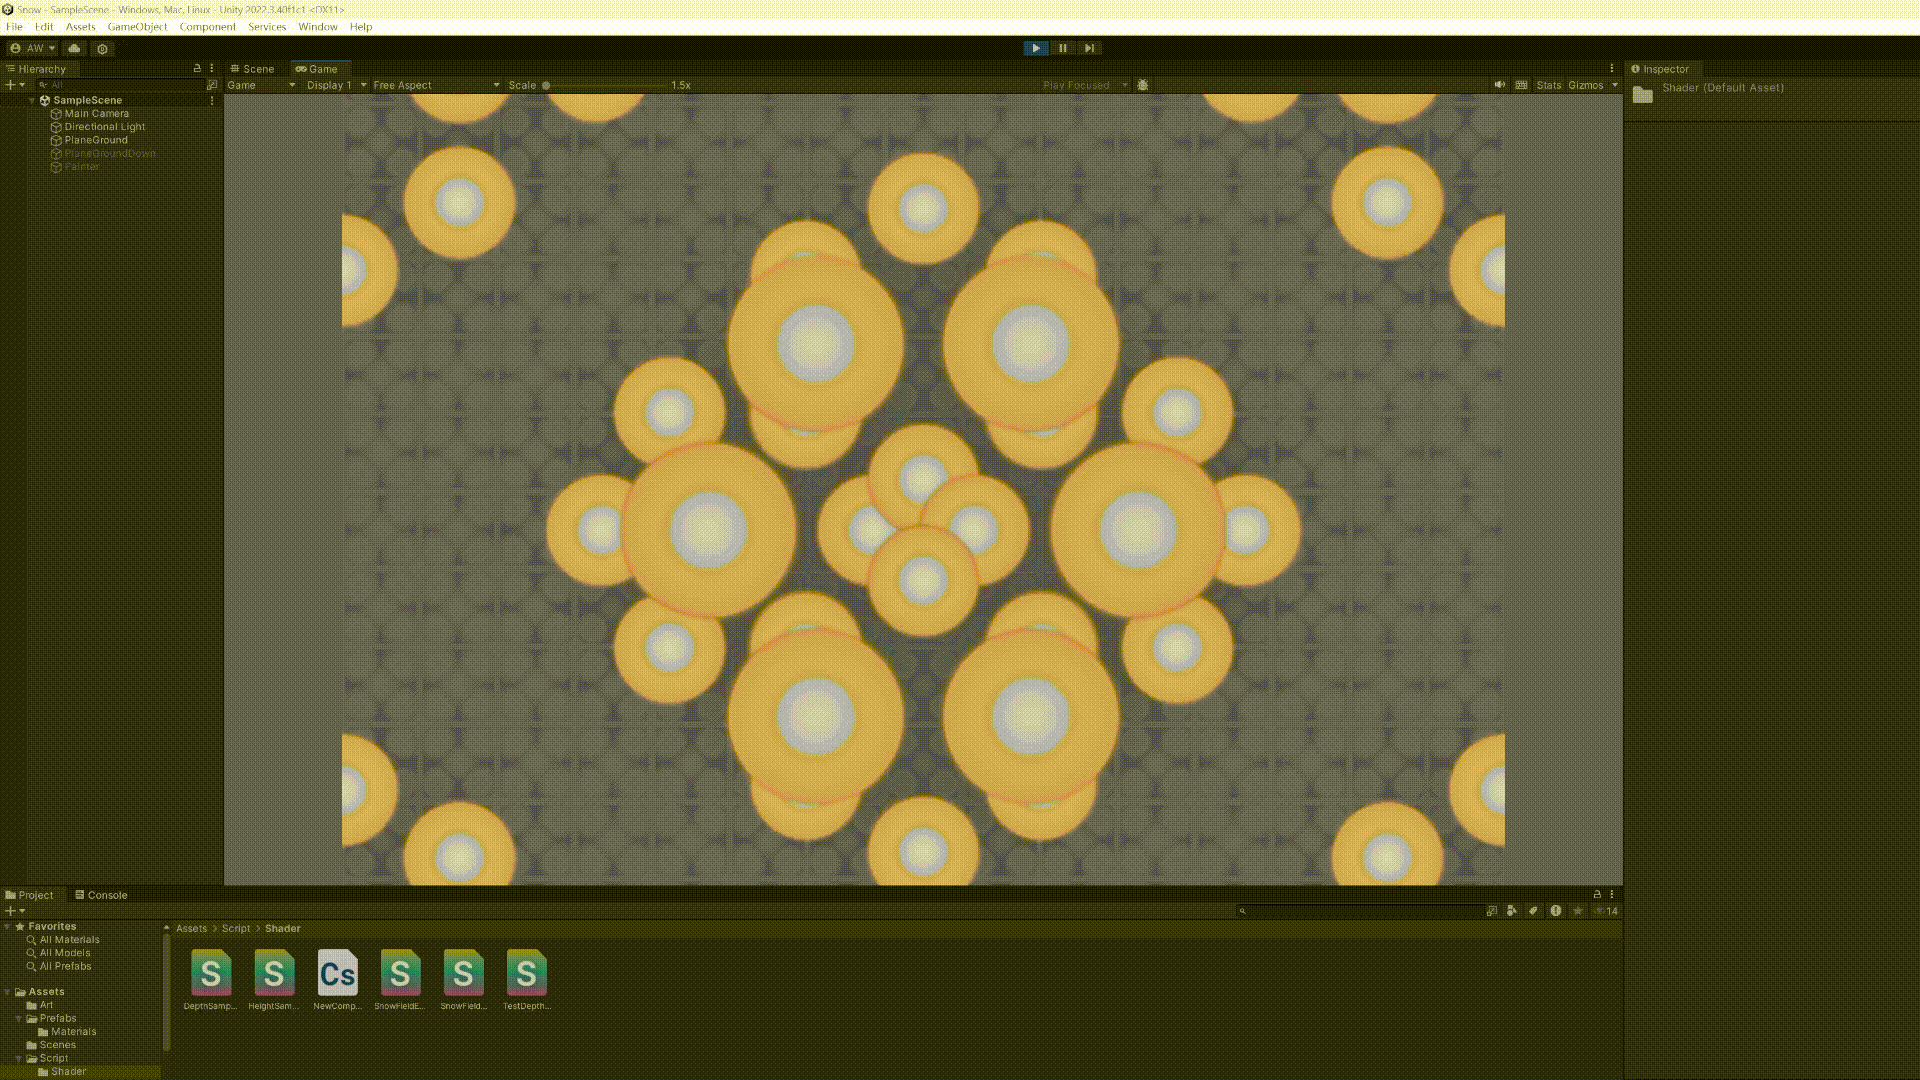 Snow - SampleScene - Windows, Mac, Linux - Unity 2022.3.40f1c1 <DX11>
File Edit Assets GameObject Component Services Window Help
AW
Hierarchy
All
SampleScene
Main Camera
Directional Light
PlaneGround
PlaneGroundDown
Painter
Scene Game
Game Display 1 Free Aspect Scale 1.5x Play Focused Stats Gizmos
Inspector
Shader (Default Asset)
Project Console
14
Favorites
All Materials
All Models
All Prefabs
Assets
Art
Prefabs
Materials
Scenes
Script
Shader
Assets > Script > Shader
S S Cs S S S
DepthSamp... HeightSam... NewComp... SnowFieldE... SnowField... TestDepth...